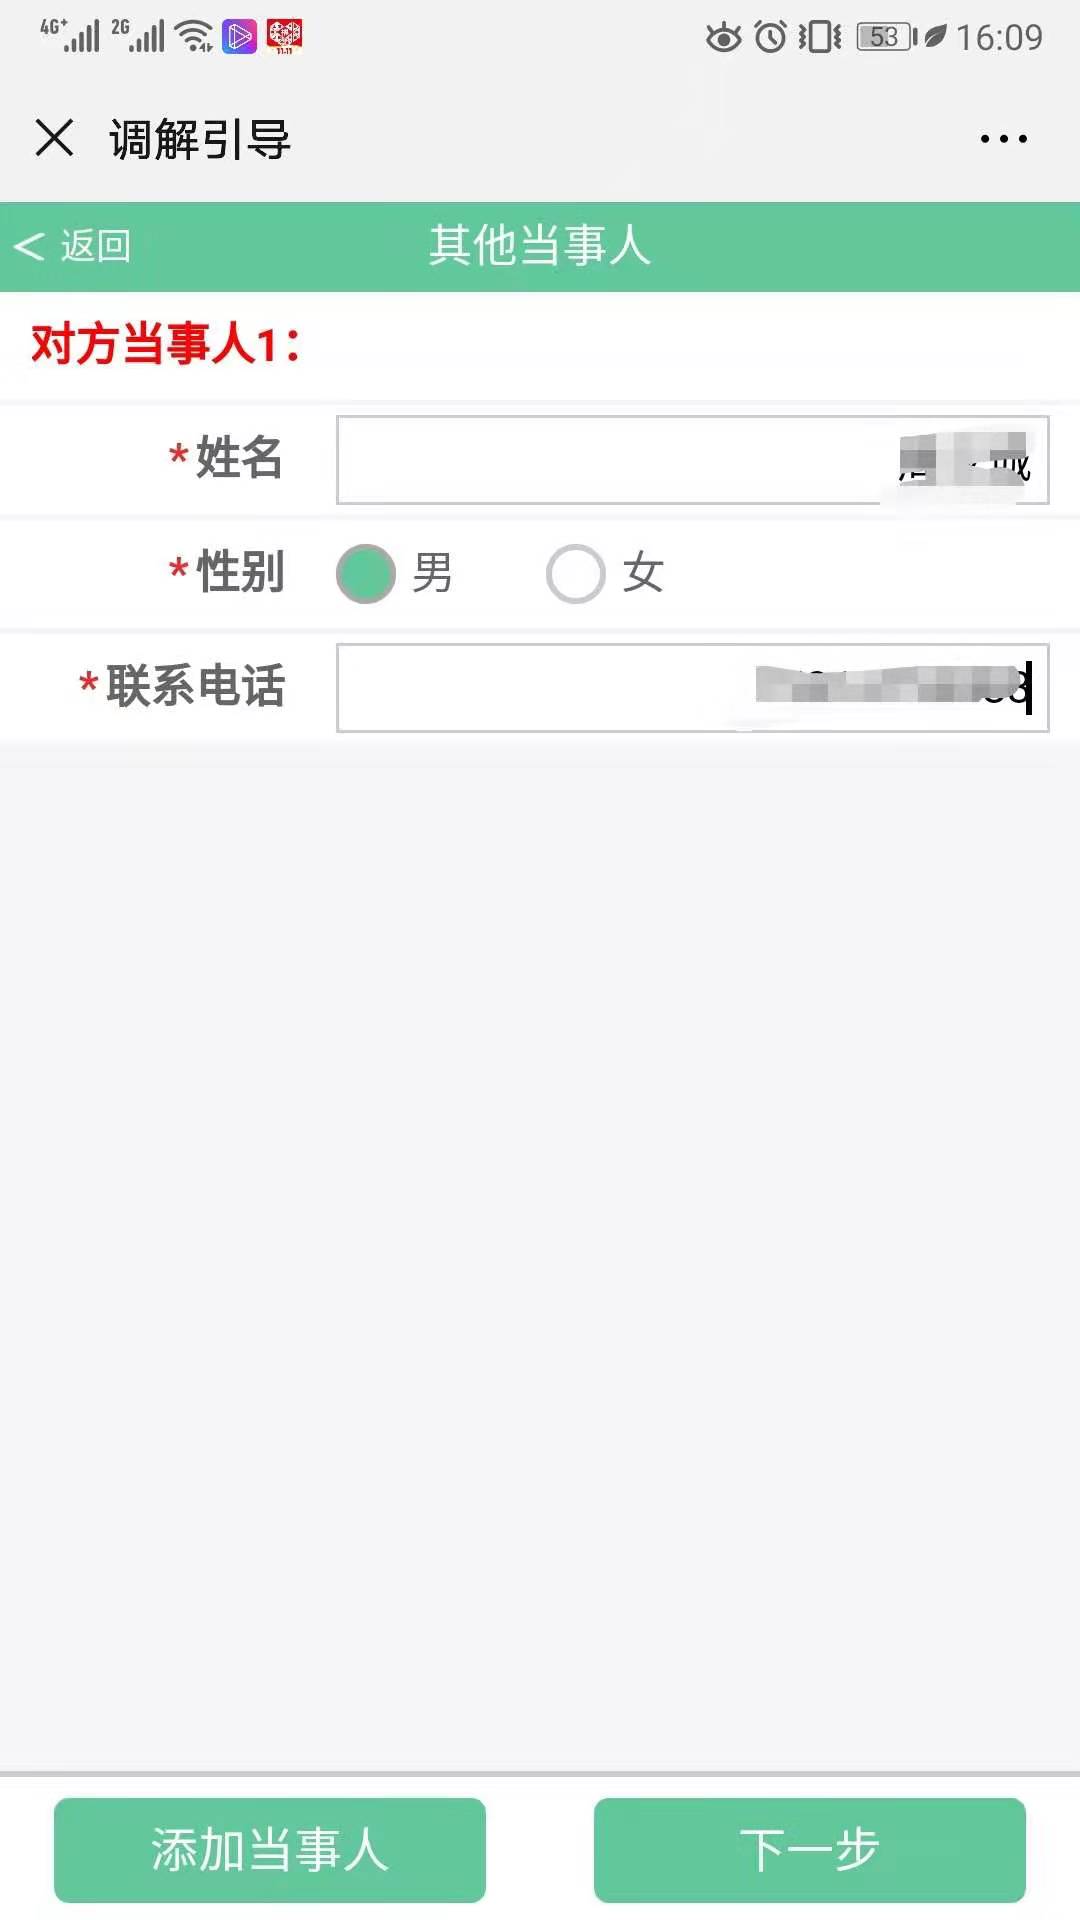 4G+ 2G 53 16:09
调解引导
< 返回 其他当事人
对方当事人1:
*姓名
*性别 男 女
*联系电话
添加当事人 下一步